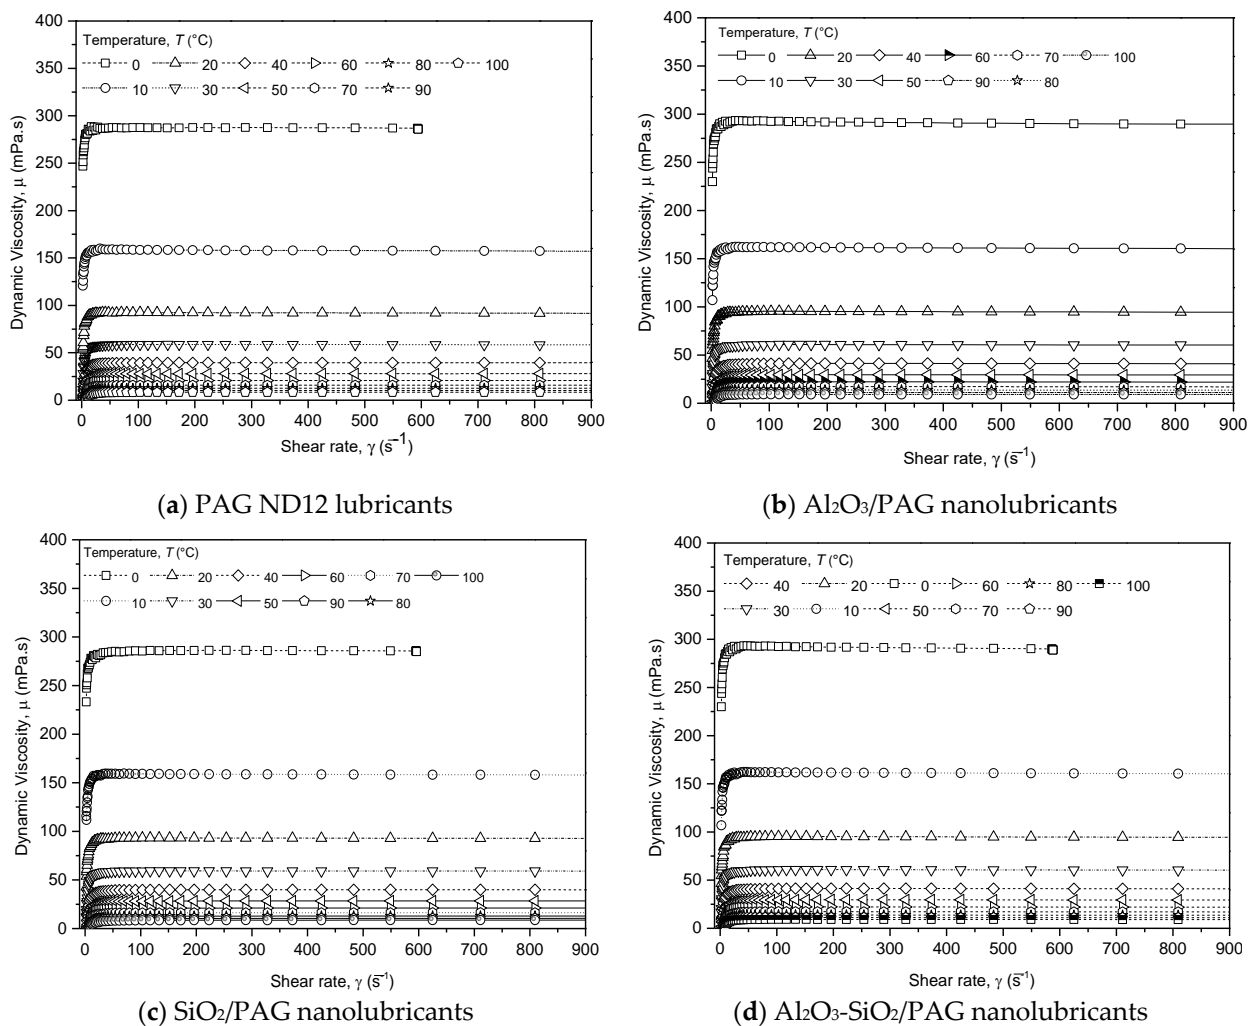 Temperature, T (°C)
0 20 40 60 80 100
10 30 50 70 90
400
350
300
250
200
150
100
50
0
Dynamic Viscosity, μ (mPa.s)
0 100 200 300 400 500 600 700 800 900
Shear rate, γ (s⁻¹)
(a) PAG ND12 lubricants
Temperature, T (°C)
0 20 40 60 70 100
10 30 50 90 80
400
350
300
250
200
150
100
50
0
Dynamic Viscosity, μ (mPa.s)
0 100 200 300 400 500 600 700 800 900
Shear rate, γ (s⁻¹)
(b) Al₂O₃/PAG nanolubricants
Temperature, T (°C)
0 20 40 60 70 100
10 30 50 90 80
400
350
300
250
200
150
100
50
0
Dynamic Viscosity, μ (mPa.s)
0 100 200 300 400 500 600 700 800 900
Shear rate, γ (s⁻¹)
(c) SiO₂/PAG nanolubricants
Temperature, T (°C)
40 20 0 60 80 100
30 10 50 70 90
400
350
300
250
200
150
100
50
0
Dynamic Viscosity, μ (mPa.s)
0 100 200 300 400 500 600 700 800 900
Shear rate, γ (s⁻¹)
(d) Al₂O₃-SiO₂/PAG nanolubricants